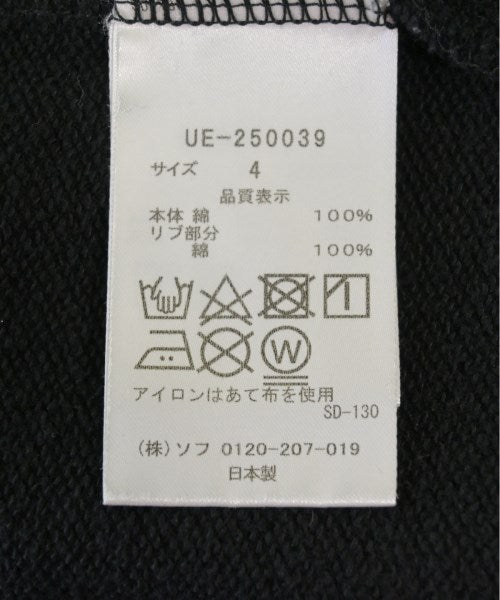 UE-250039
サイズ 4
品質表示
本体 綿 100%
リブ部分
綿 100%
W
アイロンはあて布を使用
SD-130
(株)ソフ 0120-207-019
日本製